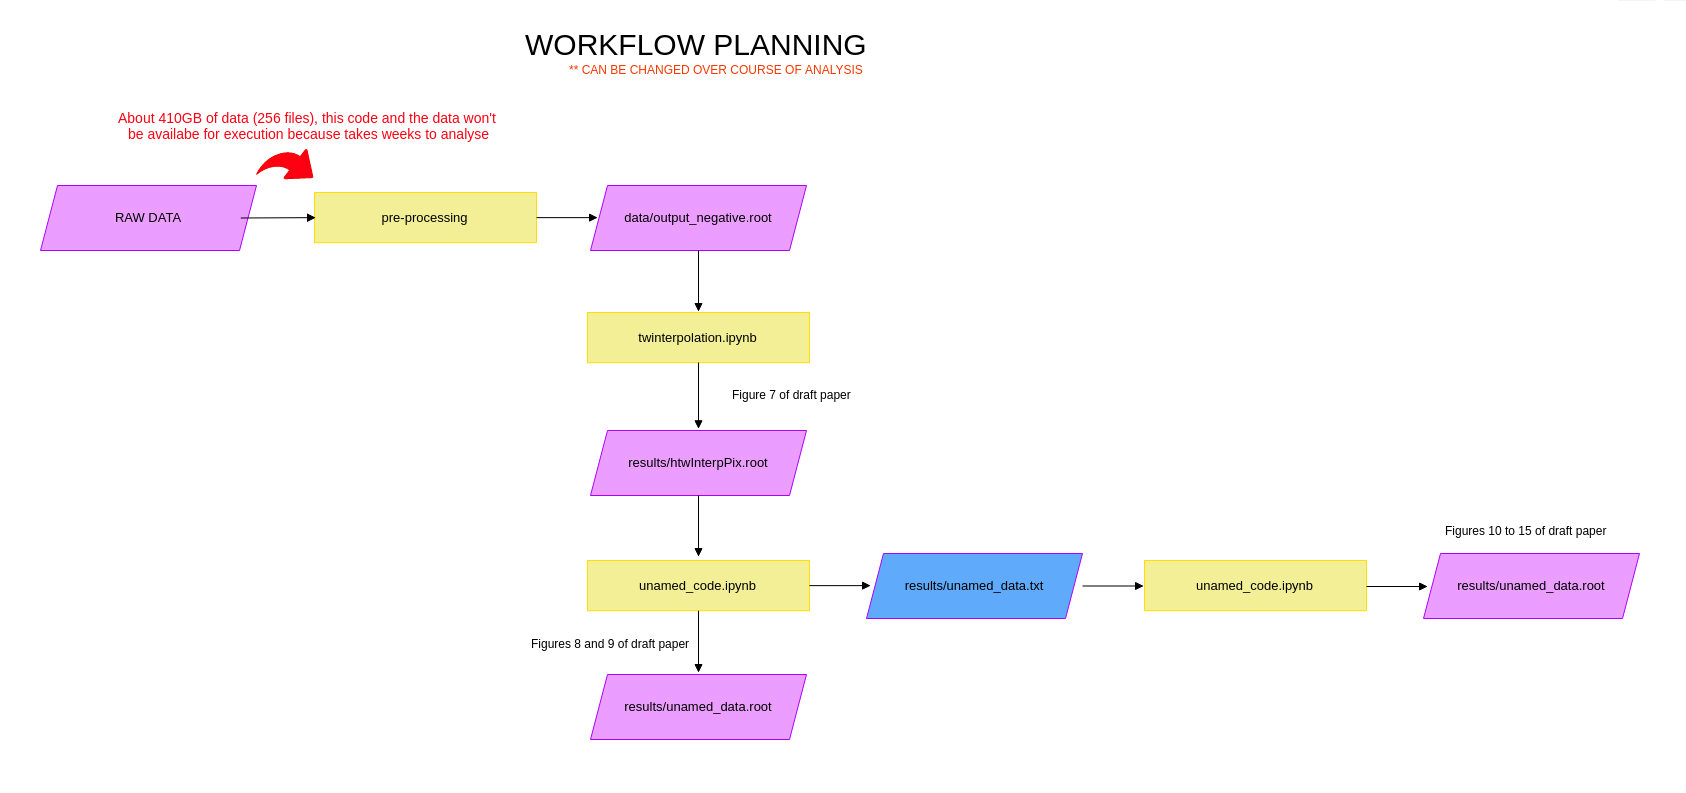 WORKFLOW PLANNING
** CAN BE CHANGED OVER COURSE OF ANALYSIS
About 410GB of data (256 files), this code and the data won't
be availabe for execution because takes weeks to analyse
RAW DATA
pre-processing
data/output_negative.root
twinterpolation.ipynb
Figure 7 of draft paper
results/htwInterpPix.root
Figures 10 to 15 of draft paper
unamed_code.ipynb
results/unamed_data.txt
unamed_code.ipynb
results/unamed_data.root
Figures 8 and 9 of draft paper
results/unamed_data.root